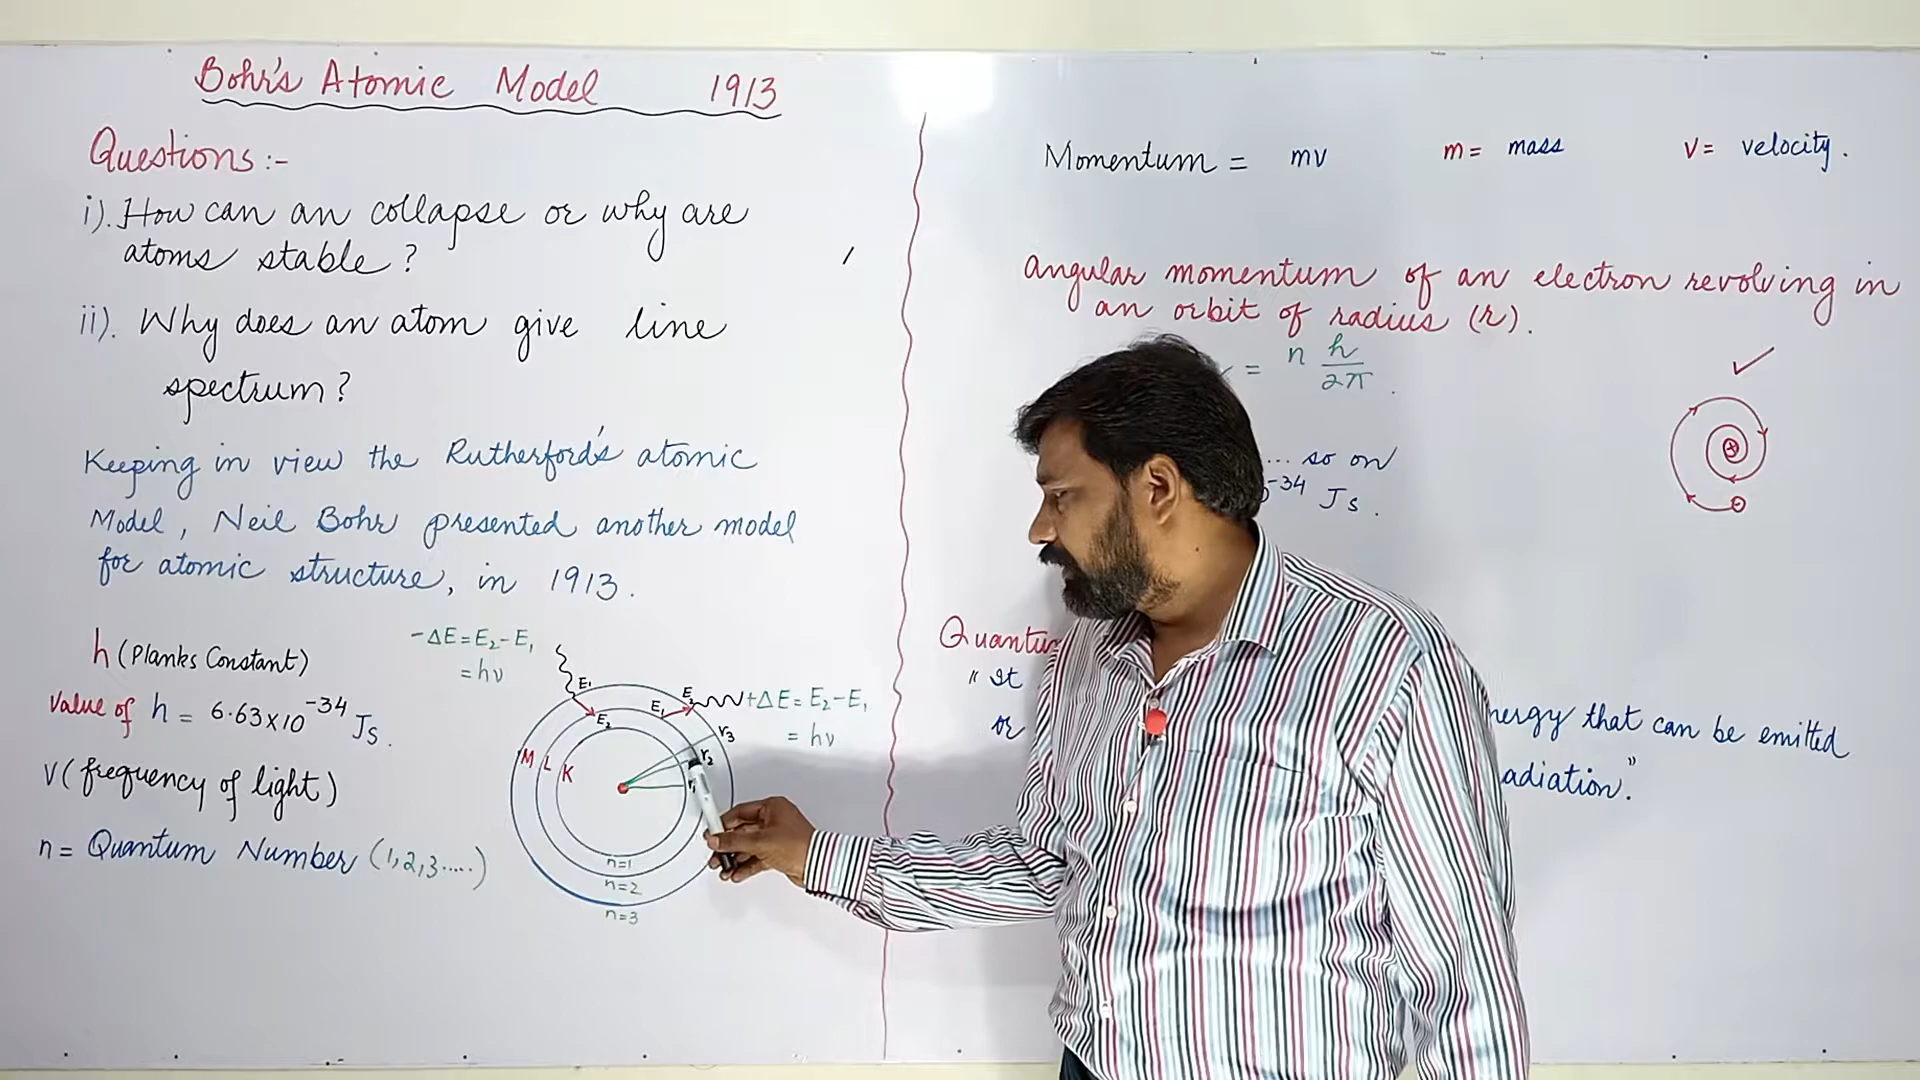 Bohr's Atomic Model 1913
Questions :-
i). How can an collapse or why are
atoms stable ?
ii). Why does an atom give line
spectrum ?
Keeping in view the Rutherford's atomic
Model, Neil Bohr presented another model
for atomic structure, in 1913.
h (Planks Constant)
Value of h = 6.63x10^-34 Js.
ν (frequency of light)
n = Quantum Number (1,2,3.....)
-ΔE = E₂-E₁
= hν
E₁
E₂
E₁
E₂
+ΔE = E₂-E₁
= hν
r₃
r₂
r₁
M L K
n=1
n=2
n=3
Momentum = mv m = mass v = velocity.
Angular momentum of an electron revolving in
an orbit of radius (r).
= n h/2π.
... so on
-34 Js.
+
-
"It
or
that can be emitted